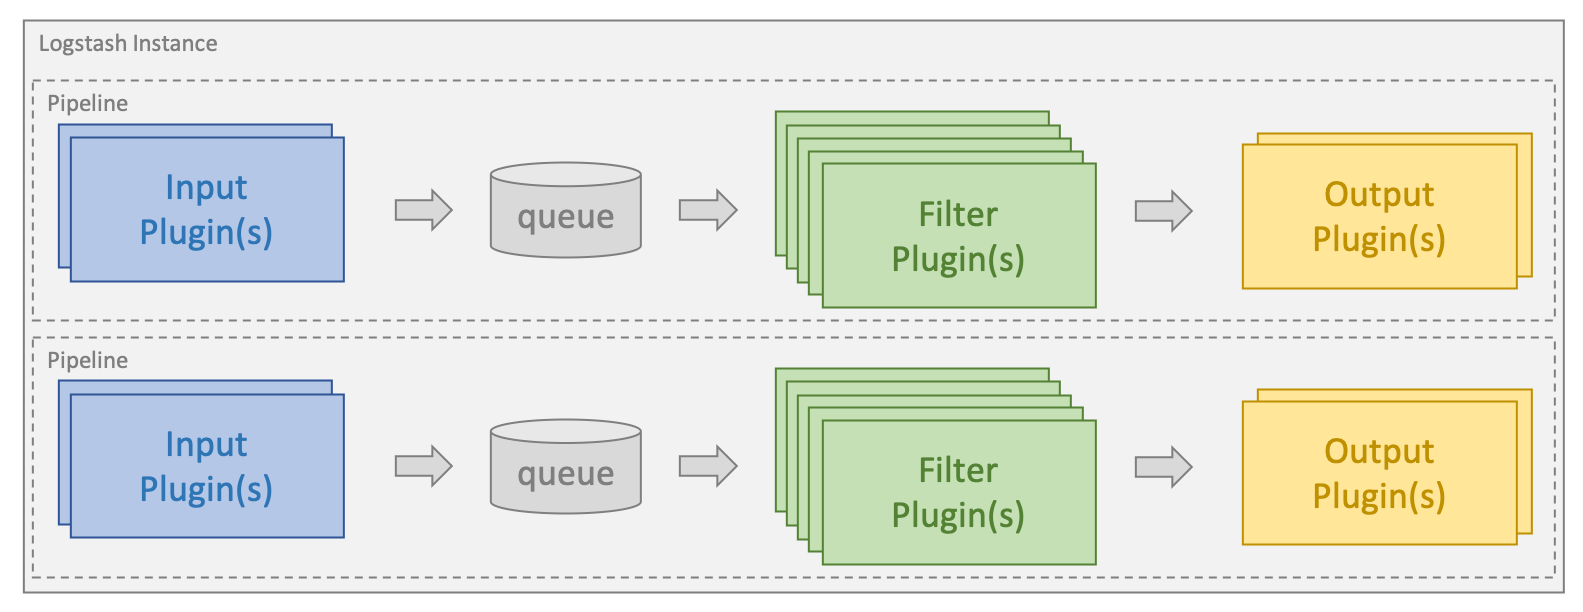 Logstash Instance
Pipeline
Input
Plugin(s)
queue
Filter
Plugin(s)
Output
Plugin(s)
Pipeline
Input
Plugin(s)
queue
Filter
Plugin(s)
Output
Plugin(s)